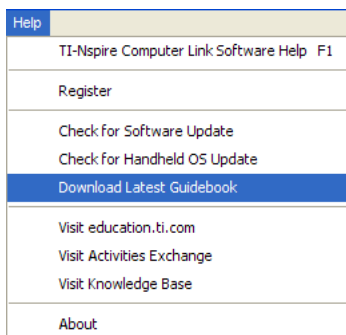 Help
TI-Nspire Computer Link Software Help F1
Register
Check for Software Update
Check for Handheld OS Update
Download Latest Guidebook
Visit education.ti.com
Visit Activities Exchange
Visit Knowledge Base
About